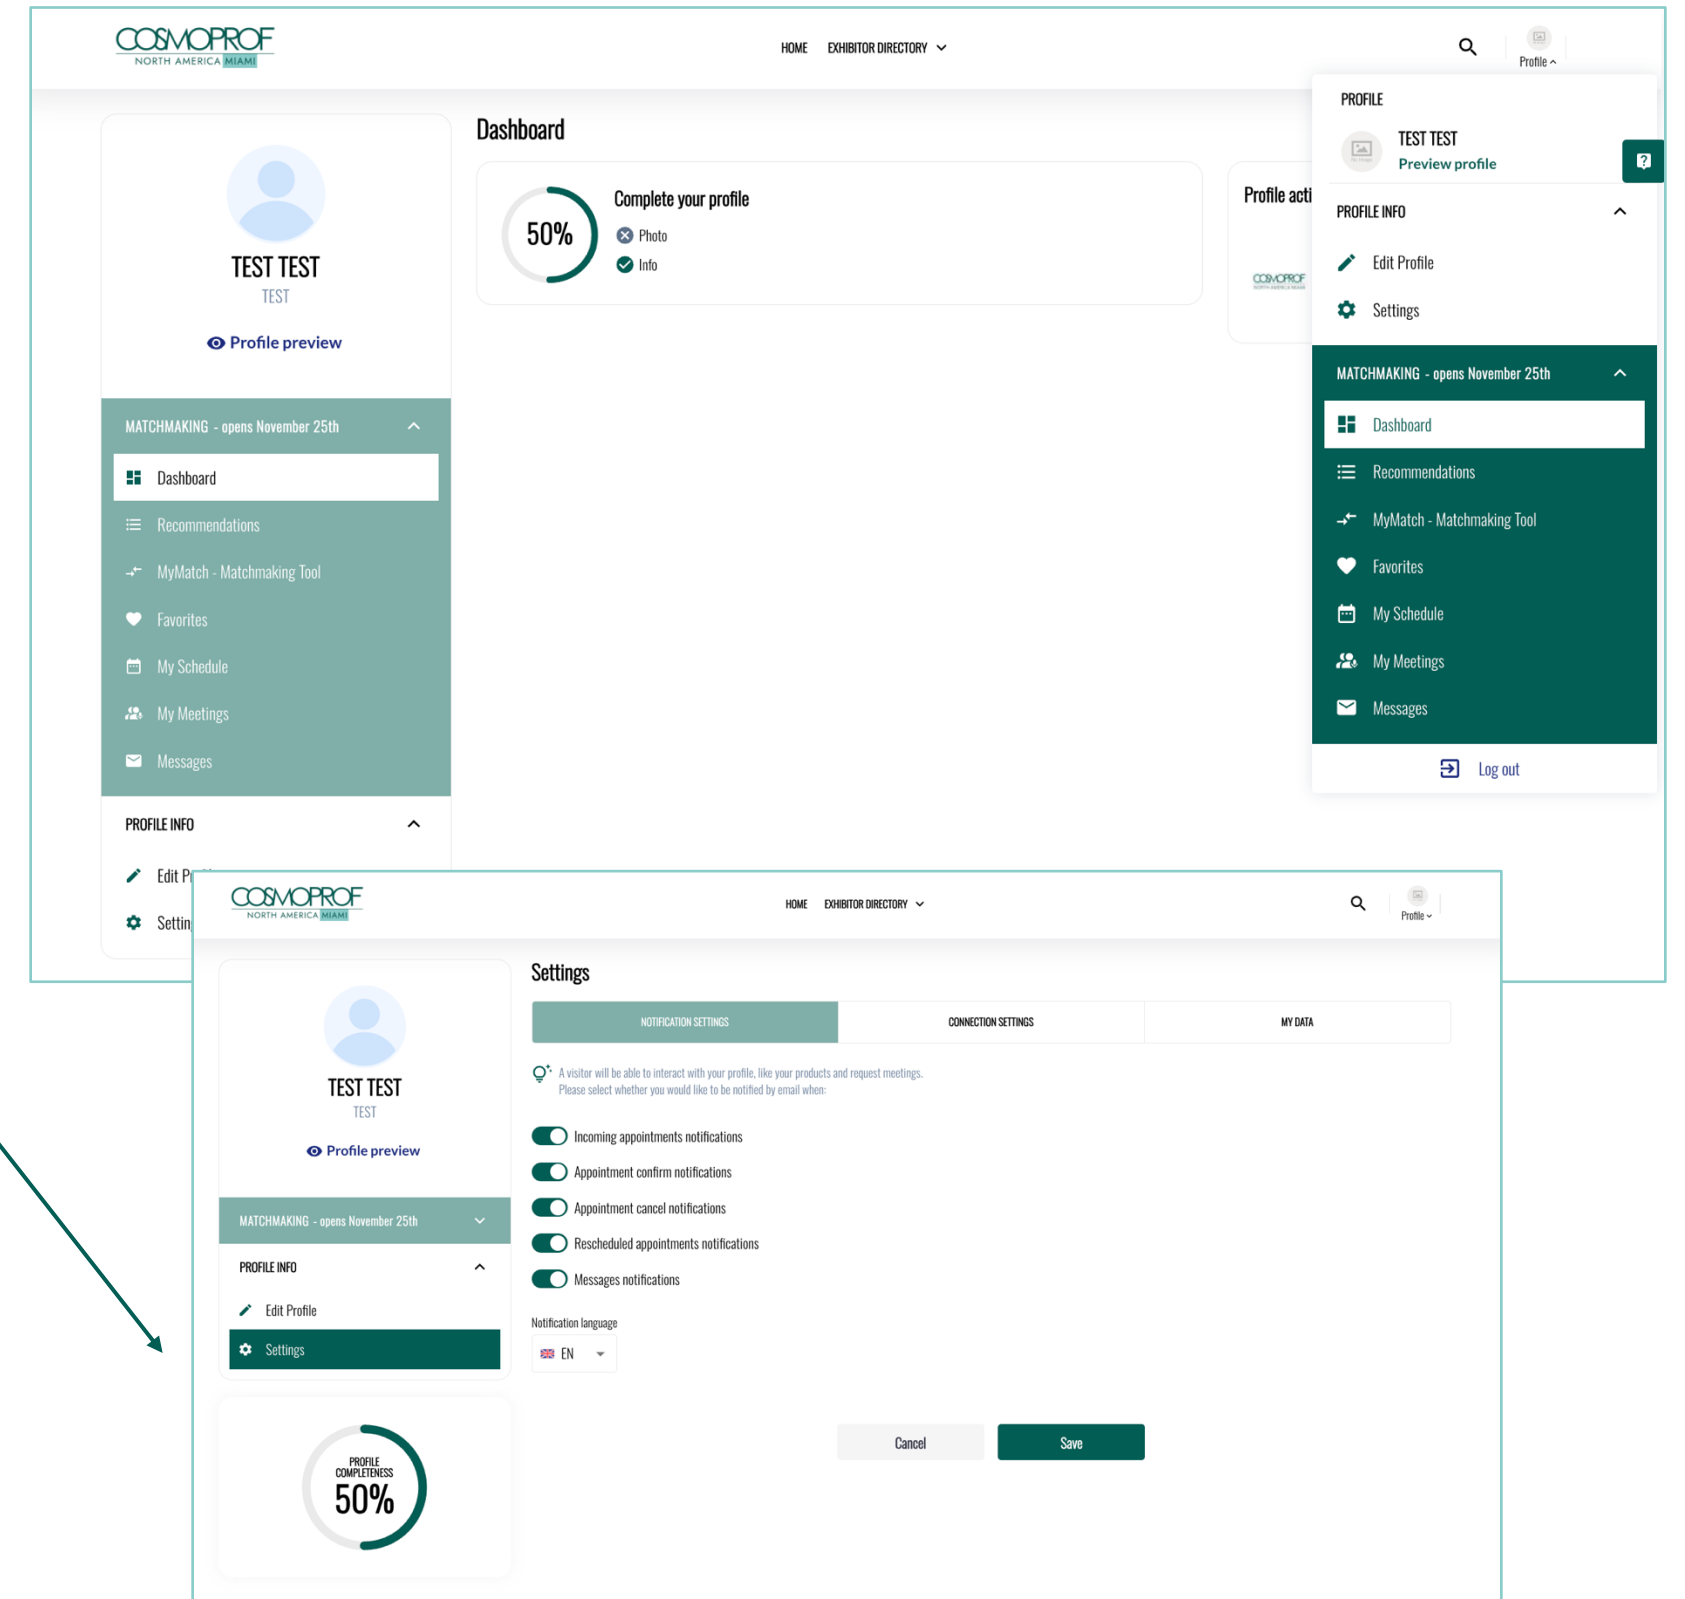 COSMOPROF
NORTH AMERICA MIAMI
HOME EXHIBITOR DIRECTORY
Profile
TEST TEST
TEST
Profile preview
MATCHMAKING - opens November 25th
Dashboard
Recommendations
MyMatch - Matchmaking Tool
Favorites
My Schedule
My Meetings
Messages
PROFILE INFO
Edit P
Settin
Dashboard
50%
Complete your profile
Photo
Info
Profile acti
COSMOPROF
NORTH AMERICA MIAMI
PROFILE
TEST TEST
Preview profile
PROFILE INFO
Edit Profile
Settings
MATCHMAKING - opens November 25th
Dashboard
Recommendations
MyMatch - Matchmaking Tool
Favorites
My Schedule
My Meetings
Messages
Log out
COSMOPROF
NORTH AMERICA MIAMI
HOME EXHIBITOR DIRECTORY
Profile
TEST TEST
TEST
Profile preview
MATCHMAKING - opens November 25th
PROFILE INFO
Edit Profile
Settings
PROFILE
COMPLETENESS
50%
Settings
NOTIFICATION SETTINGS CONNECTION SETTINGS MY DATA
A visitor will be able to interact with your profile, like your products and request meetings.
Please select whether you would like to be notified by email when:
Incoming appointments notifications
Appointment confirm notifications
Appointment cancel notifications
Rescheduled appointments notifications
Messages notifications
Notification language
EN
Cancel Save